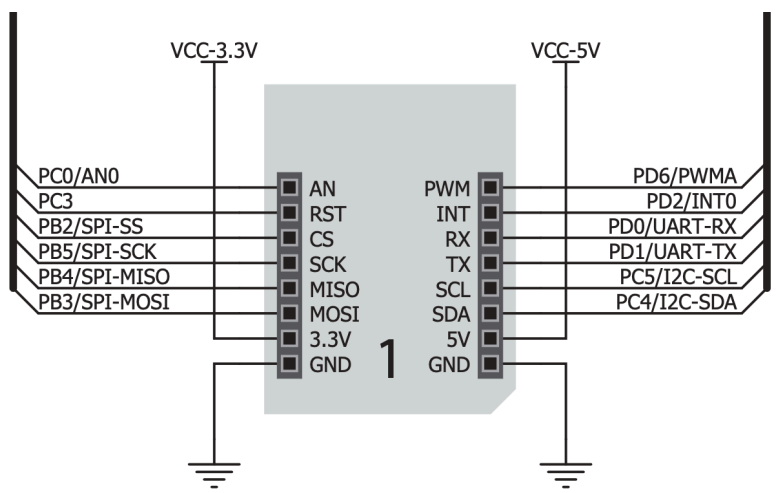 VCC-3.3V VCC-5V
PC0/AN0 AN PWM PD6/PWMA
PC3 RST INT PD2/INT0
PB2/SPI-SS CS RX PD0/UART-RX
PB5/SPI-SCK SCK TX PD1/UART-TX
PB4/SPI-MISO MISO SCL PC5/I2C-SCL
PB3/SPI-MOSI MOSI SDA PC4/I2C-SDA
3.3V 5V
GND 1 GND